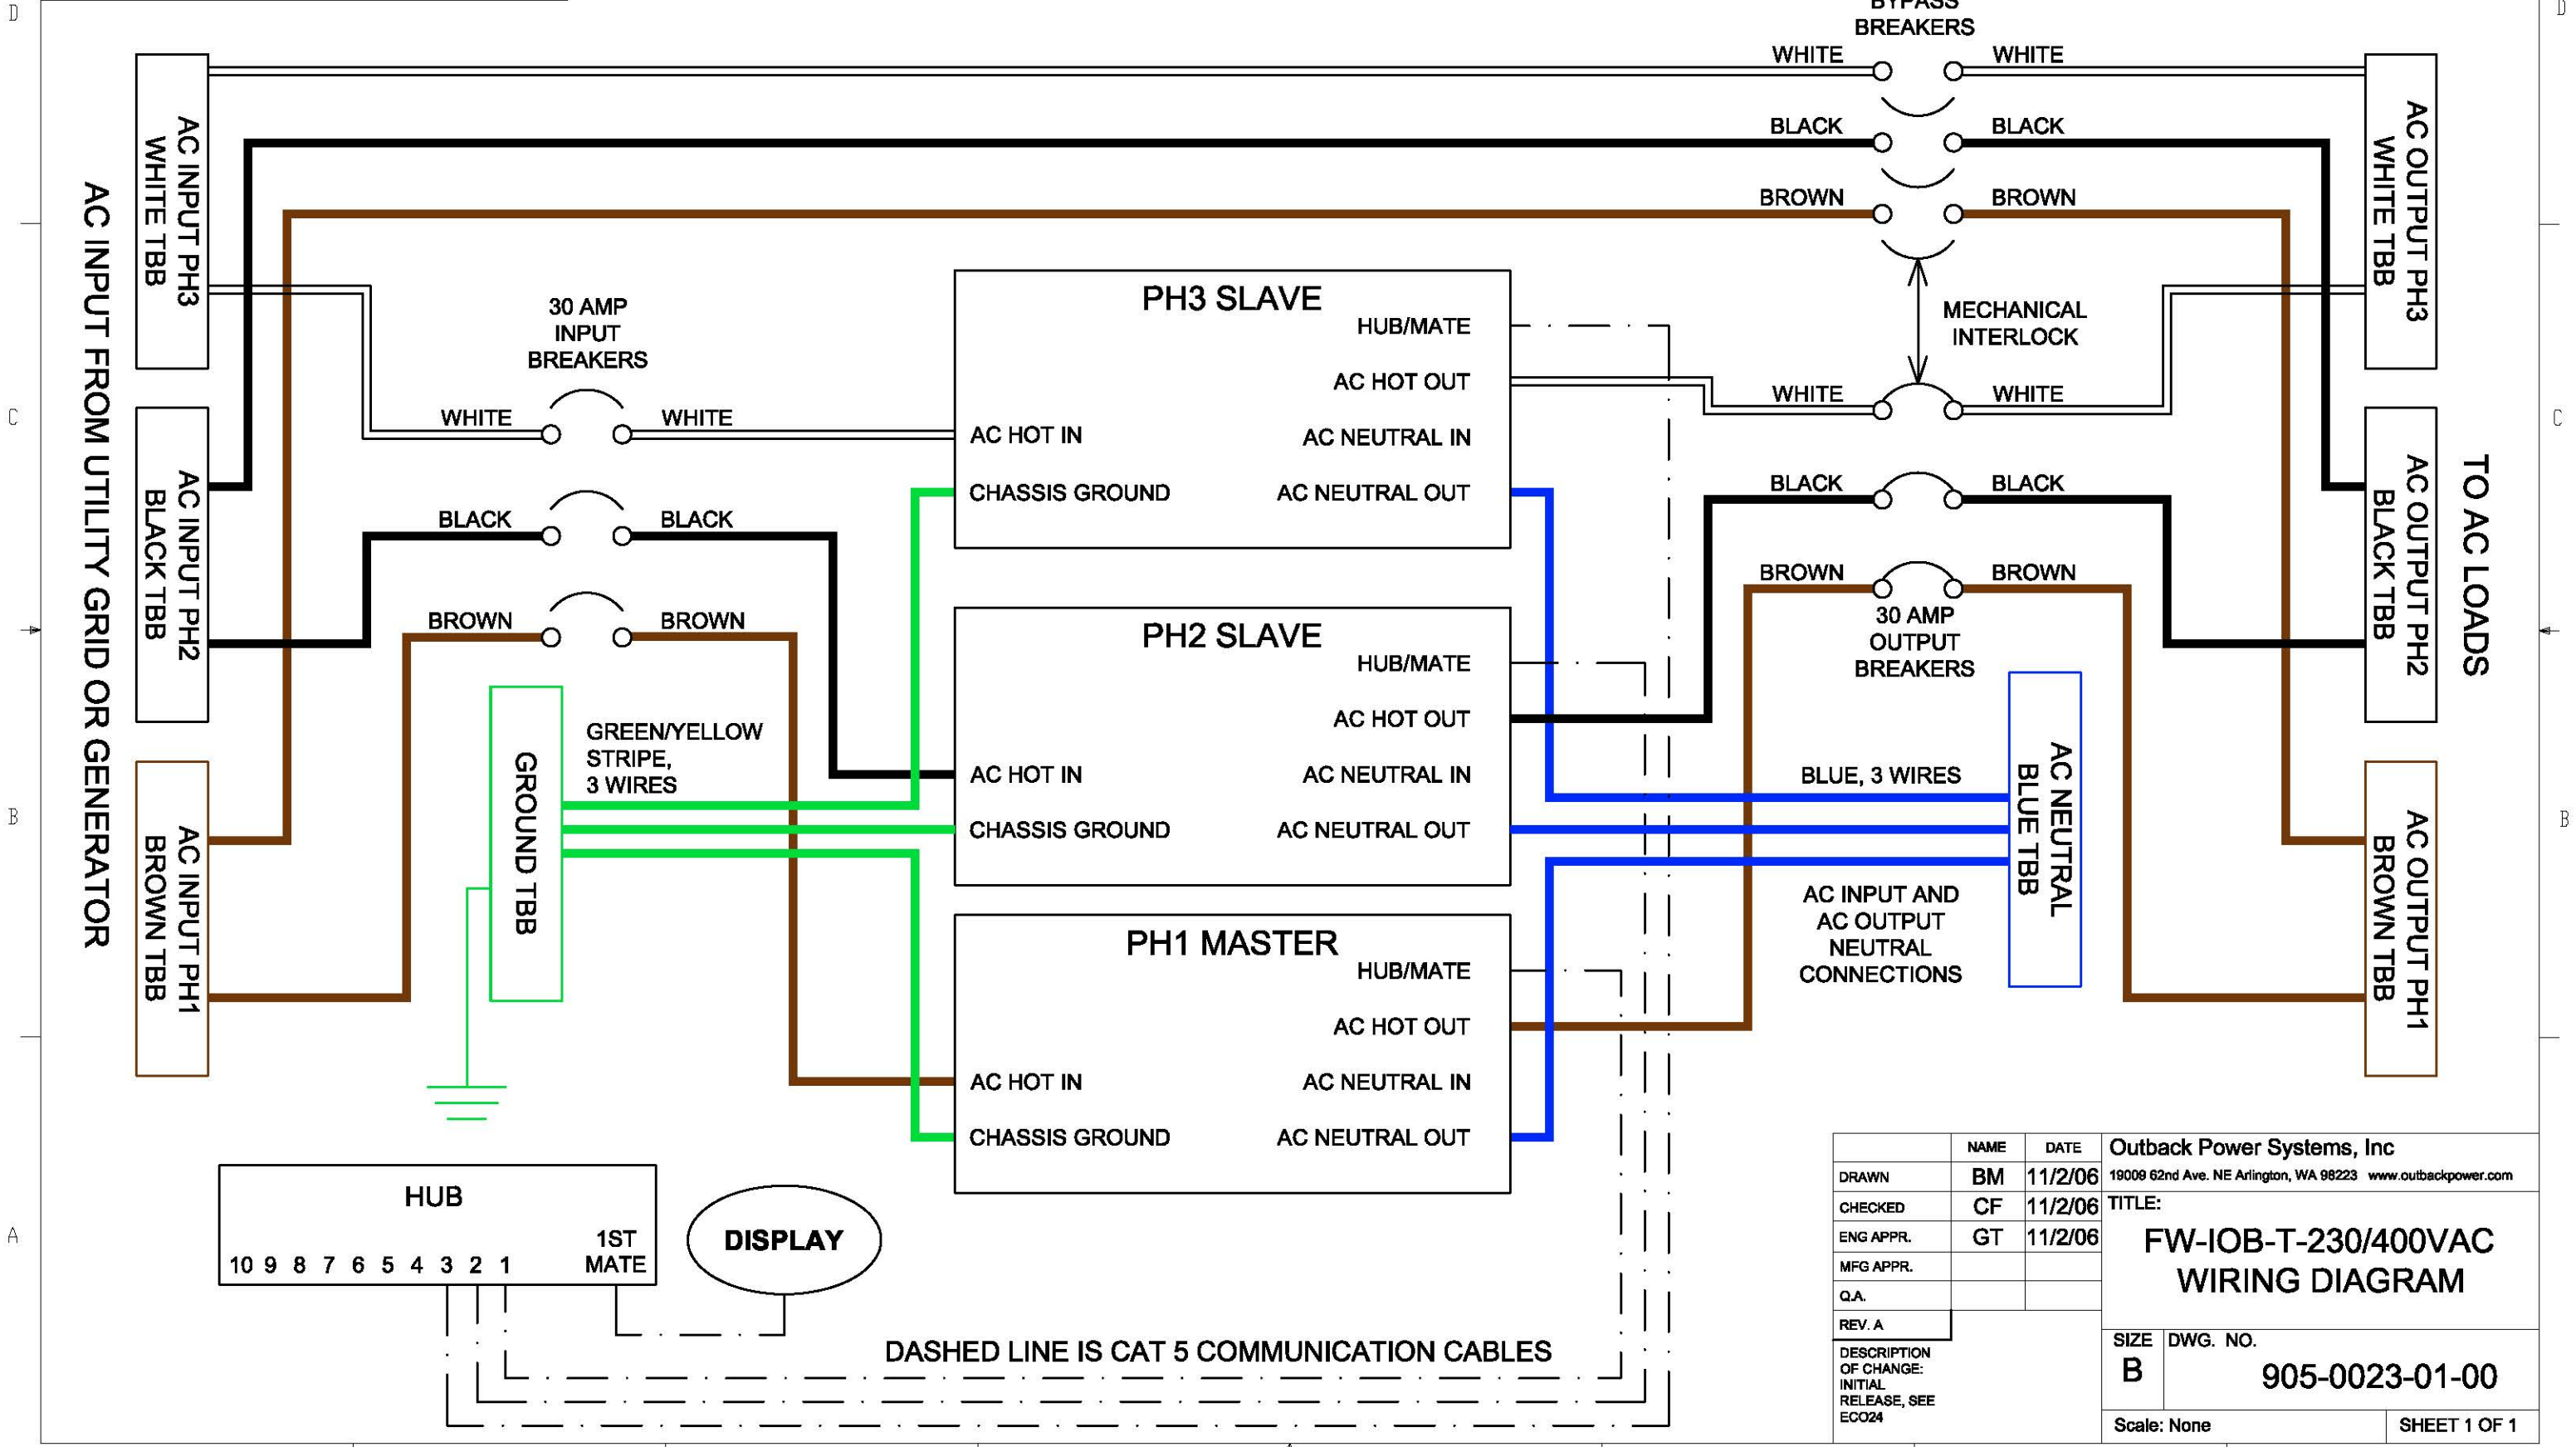 D
D
BYPASS
BREAKERS
WHITE
WHITE
BLACK
BLACK
BROWN
BROWN
AC INPUT FROM UTILITY GRID OR GENERATOR
AC INPUT PH3
WHITE TBB
AC INPUT PH2
BLACK TBB
AC INPUT PH1
BROWN TBB
30 AMP
INPUT
BREAKERS
WHITE
WHITE
BLACK
BLACK
BROWN
BROWN
GREEN/YELLOW
STRIPE,
3 WIRES
GROUND TBB
PH3 SLAVE
HUB/MATE
AC HOT OUT
AC HOT IN
AC NEUTRAL IN
CHASSIS GROUND
AC NEUTRAL OUT
PH2 SLAVE
HUB/MATE
AC HOT OUT
AC HOT IN
AC NEUTRAL IN
CHASSIS GROUND
AC NEUTRAL OUT
PH1 MASTER
HUB/MATE
AC HOT OUT
AC HOT IN
AC NEUTRAL IN
CHASSIS GROUND
AC NEUTRAL OUT
MECHANICAL
INTERLOCK
WHITE
WHITE
BLACK
BLACK
BROWN
BROWN
30 AMP
OUTPUT
BREAKERS
BLUE, 3 WIRES
AC NEUTRAL
BLUE TBB
AC INPUT AND
AC OUTPUT
NEUTRAL
CONNECTIONS
AC OUTPUT PH3
WHITE TBB
AC OUTPUT PH2
BLACK TBB
AC OUTPUT PH1
BROWN TBB
TO AC LOADS
C
C
B
B
A
HUB
1ST
MATE
10 9 8 7 6 5 4 3 2 1
DISPLAY
DASHED LINE IS CAT 5 COMMUNICATION CABLES
NAME DATE
DRAWN BM 11/2/06
CHECKED CF 11/2/06
ENG APPR. GT 11/2/06
MFG APPR.
Q.A.
REV. A
DESCRIPTION
OF CHANGE:
INITIAL
RELEASE, SEE
ECO24
Outback Power Systems, Inc
19009 62nd Ave. NE Arlington, WA 98223 www.outbackpower.com
TITLE:
FW-IOB-T-230/400VAC
WIRING DIAGRAM
SIZE
B
DWG. NO.
905-0023-01-00
Scale: None
SHEET 1 OF 1